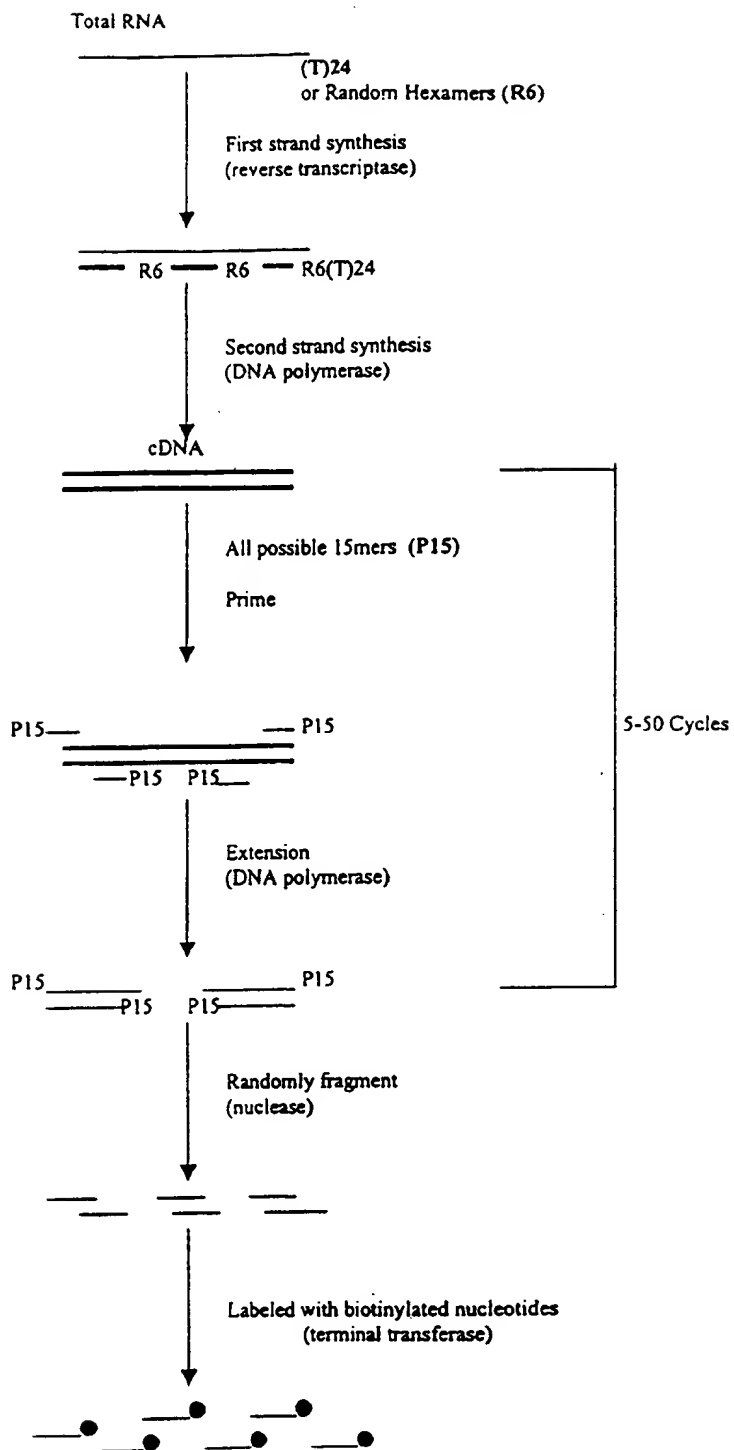 Total RNA
(T)24
or Random Hexamers (R6)
First strand synthesis
(reverse transcriptase)
R6 R6 R6(T)24
Second strand synthesis
(DNA polymerase)
cDNA
All possible 15mers (P15)
Prime
P15 P15
5-50 Cycles
P15 P15
Extension
(DNA polymerase)
P15 P15
P15 P15
Randomly fragment
(nuclease)
Labeled with biotinylated nucleotides
(terminal transferase)